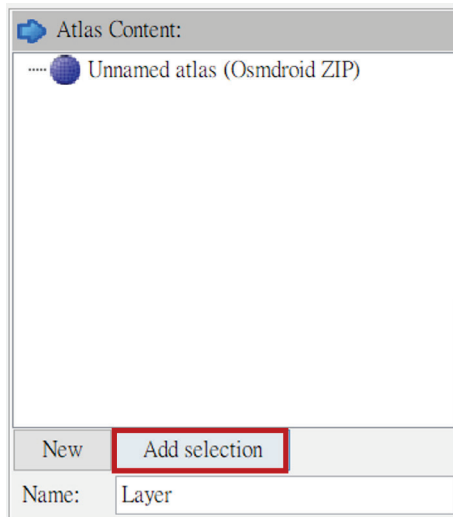 Atlas Content:
Unnamed atlas (Osmdroid ZIP)
New Add selection
Name: Layer